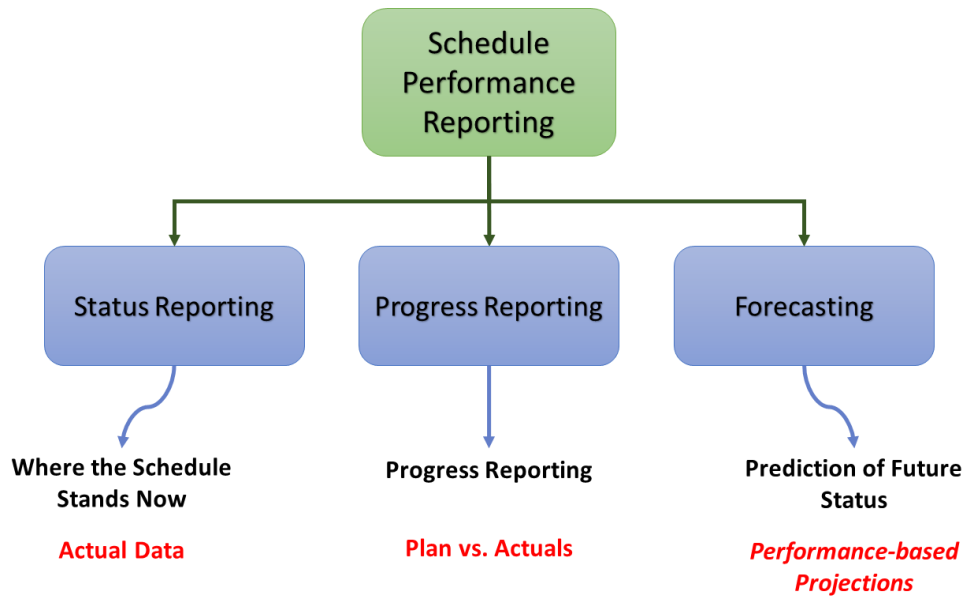 Schedule
Performance
Reporting
Status Reporting
Progress Reporting
Forecasting
Where the Schedule
Stands Now
Actual Data
Progress Reporting
Plan vs. Actuals
Prediction of Future
Status
Performance-based
Projections